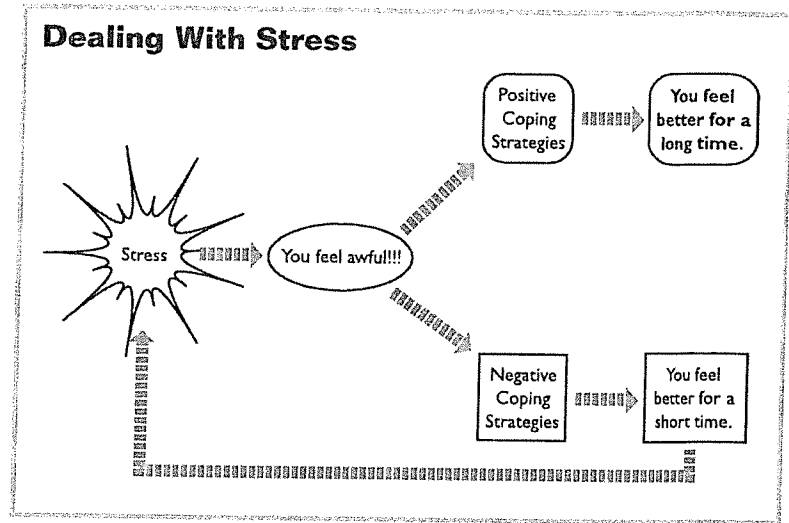 Dealing With Stress
Positive
Coping
Strategies
You feel
better for a
long time.
Stress
You feel awful!!!
Negative
Coping
Strategies
You feel
better for a
short time.